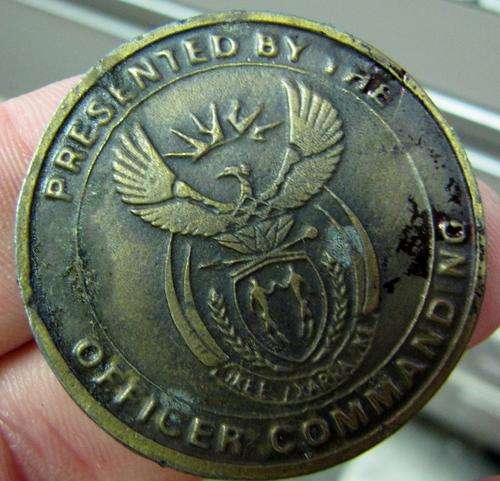 PRESENTED BY THE
OFFICER COMMANDING